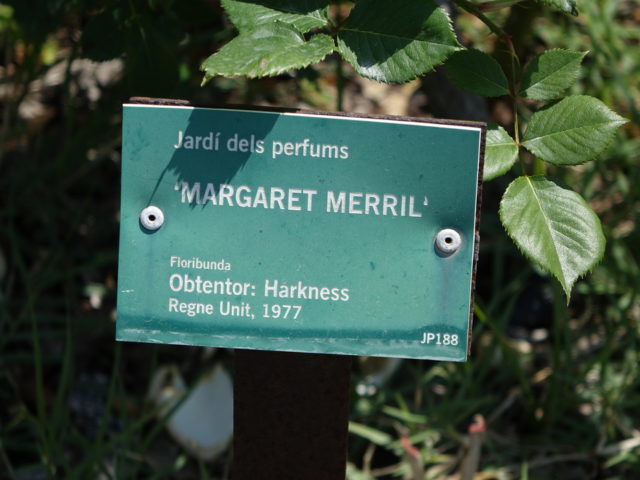 Jardí dels perfums
'MARGARET MERRIL'
Floribunda
Obtentor: Harkness
Regne Unit, 1977
JP188